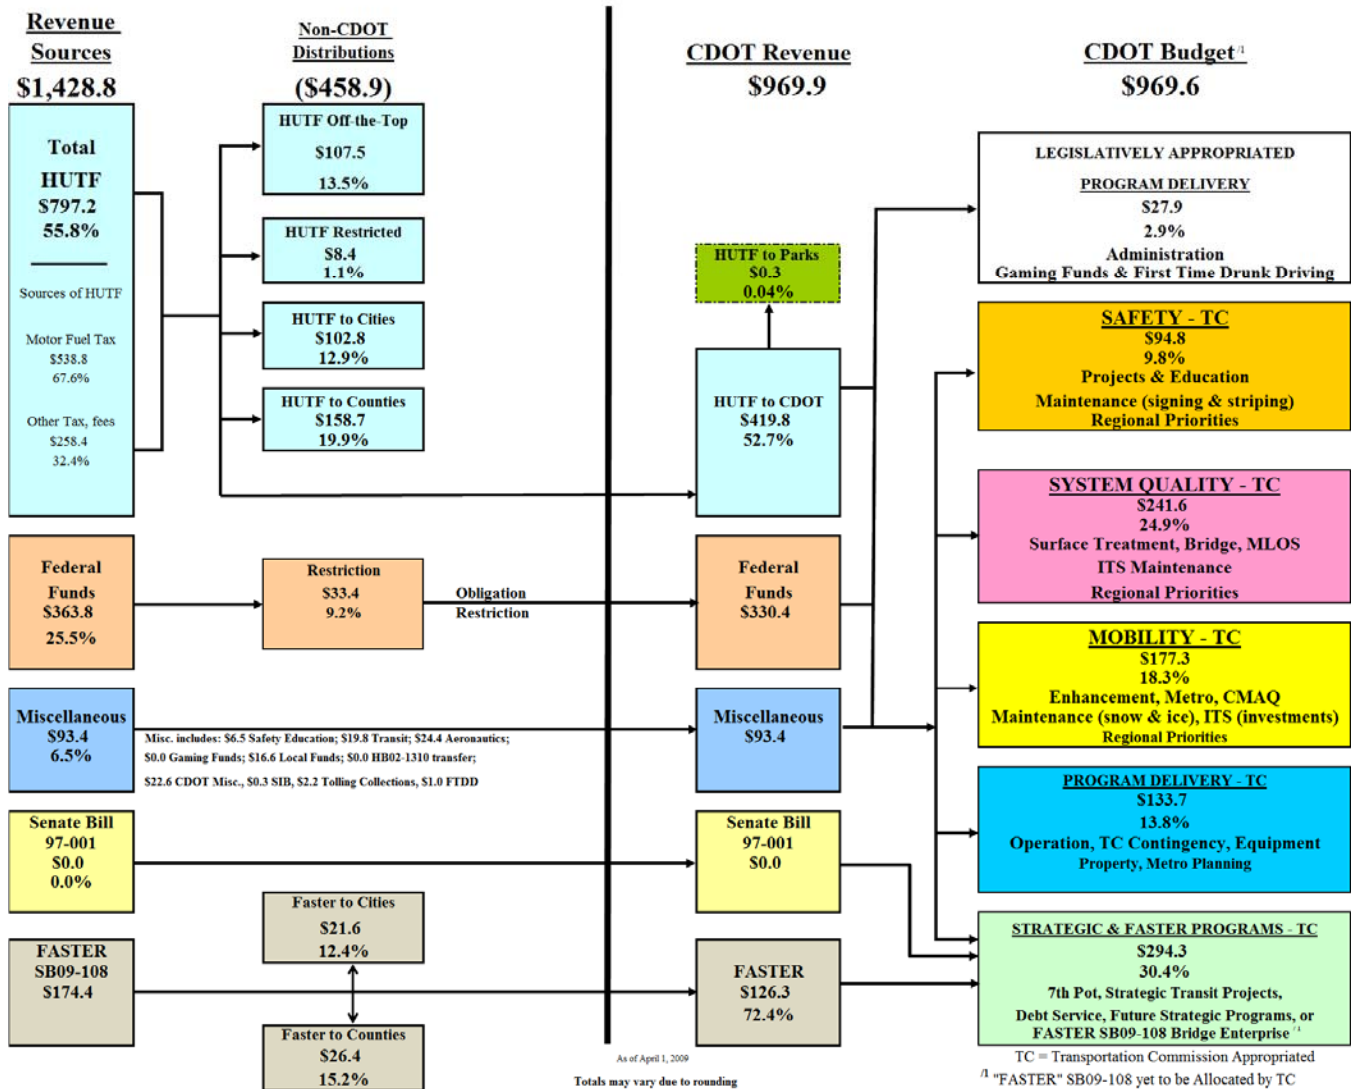 Revenue
Sources
$1,428.8
Total
HUTF
$797.2
55.8%
Sources of HUTF
Motor Fuel Tax
$538.8
67.6%
Other Tax, fees
$258.4
32.4%
Federal
Funds
$363.8
25.5%
Miscellaneous
$93.4
6.5%
Senate Bill
97-001
$0.0
0.0%
FASTER
SB09-108
$174.4
Non-CDOT
Distributions
($458.9)
HUTF Off-the-Top
$107.5
13.5%
HUTF Restricted
$8.4
1.1%
HUTF to Cities
$102.8
12.9%
HUTF to Counties
$158.7
19.9%
Restriction
$33.4
9.2%
Obligation
Restriction
Misc. includes: $6.5 Safety Education; $19.8 Transit; $24.4 Aeronautics;
$0.0 Gaming Funds; $16.6 Local Funds; $0.0 HB02-1310 transfer;
$22.6 CDOT Misc., $0.3 SIB, $2.2 Tolling Collections, $1.0 FTDD
Faster to Cities
$21.6
12.4%
Faster to Counties
$26.4
15.2%
CDOT Revenue
$969.9
HUTF to Parks
$0.3
0.04%
HUTF to CDOT
$419.8
52.7%
Federal
Funds
$330.4
Miscellaneous
$93.4
Senate Bill
97-001
$0.0
FASTER
$126.3
72.4%
CDOT Budget /1
$969.6
LEGISLATIVELY APPROPRIATED
PROGRAM DELIVERY
$27.9
2.9%
Administration
Gaming Funds & First Time Drunk Driving
SAFETY - TC
$94.8
9.8%
Projects & Education
Maintenance (signing & striping)
Regional Priorities
SYSTEM QUALITY - TC
$241.6
24.9%
Surface Treatment, Bridge, MLOS
ITS Maintenance
Regional Priorities
MOBILITY - TC
$177.3
18.3%
Enhancement, Metro, CMAQ
Maintenance (snow & ice), ITS (investments)
Regional Priorities
PROGRAM DELIVERY - TC
$133.7
13.8%
Operation, TC Contingency, Equipment
Property, Metro Planning
STRATEGIC & FASTER PROGRAMS - TC
$294.3
30.4%
7th Pot, Strategic Transit Projects,
Debt Service, Future Strategic Programs, or
FASTER SB09-108 Bridge Enterprise /1
As of April 1, 2009
Totals may vary due to rounding
TC = Transportation Commission Appropriated
/1 "FASTER" SB09-108 yet to be Allocated by TC